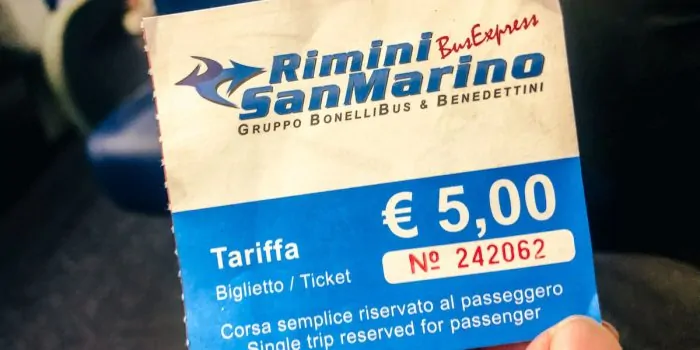 Rimini BusExpress
SanMarino
GRUPPO BONELLIBUS & BENEDETTINI
€ 5,00
Tariffa
Nº 242062
Biglietto / Ticket
Corsa semplice riservato al passeggero
Single trip reserved for passenger